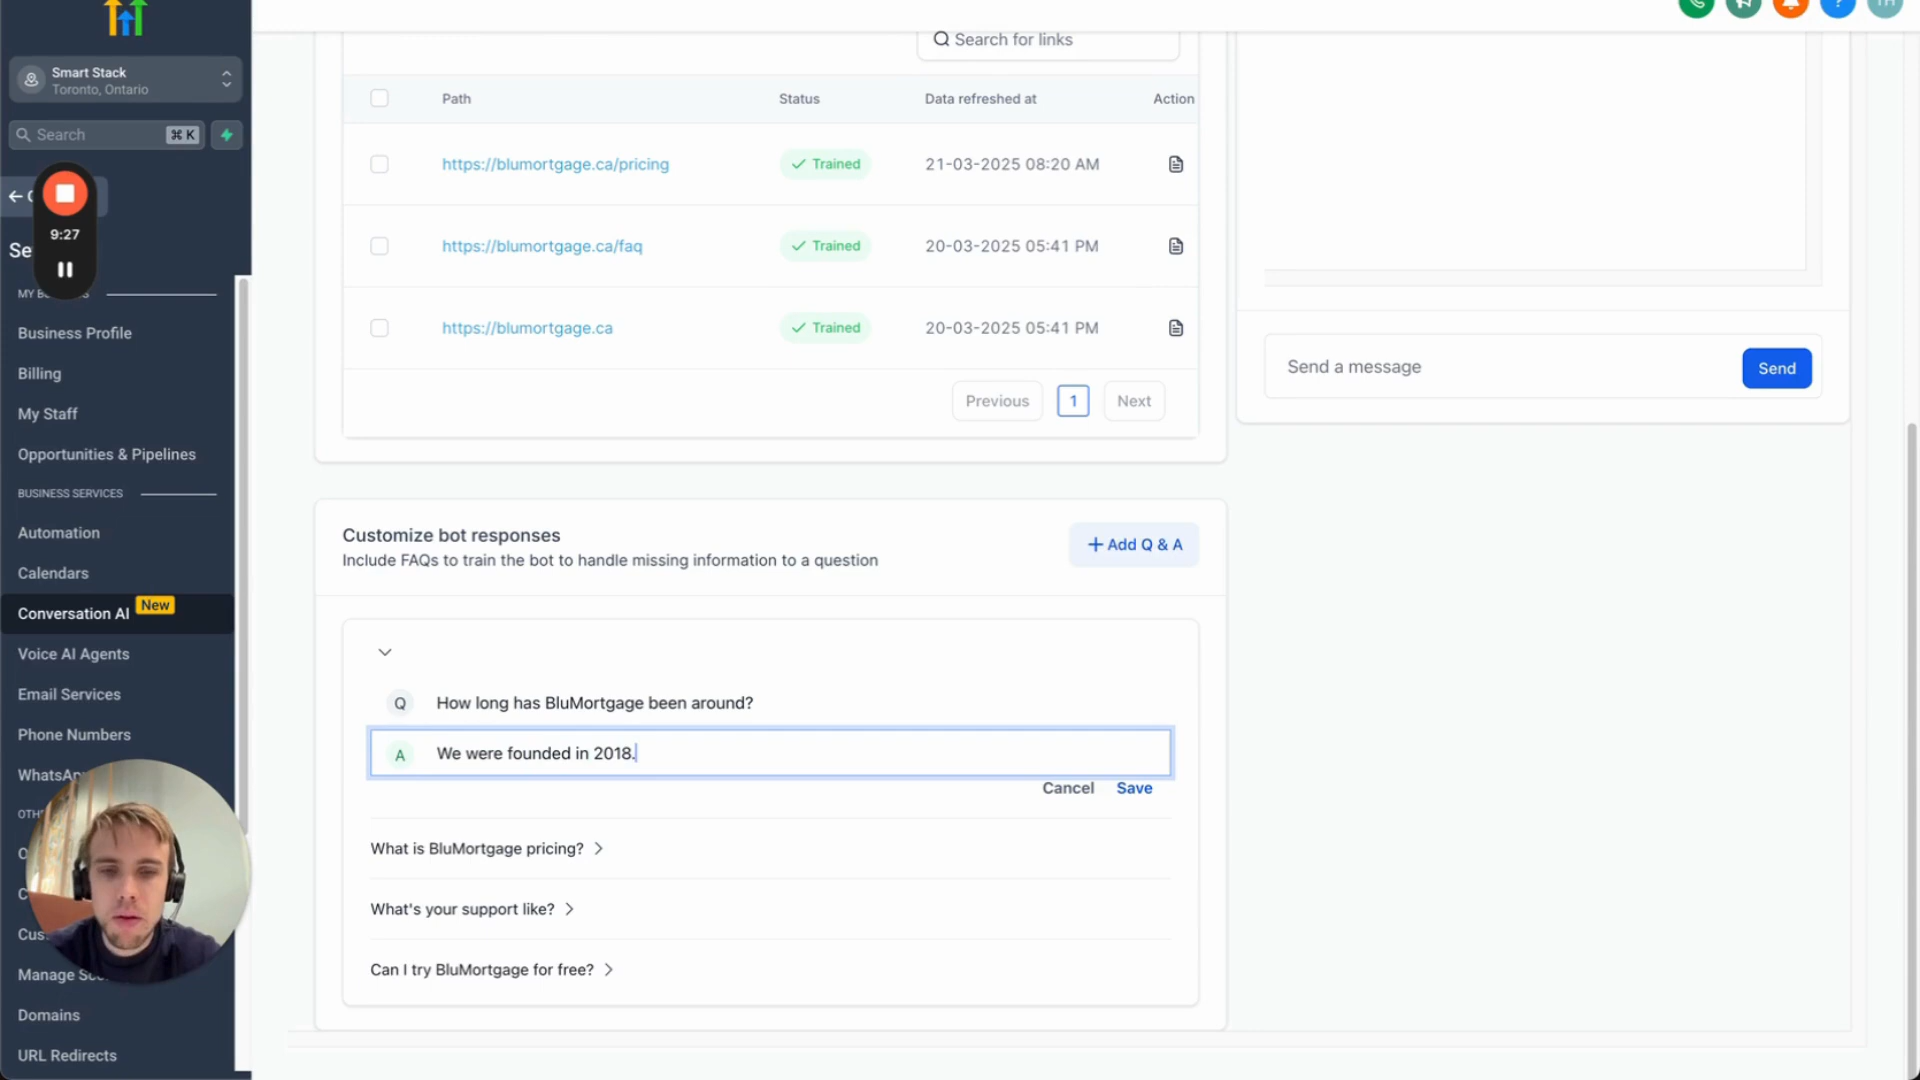 Smart Stack
Toronto, Ontario
Search
⌘ K
9:27
MY
Business Profile
Billing
My Staff
Opportunities & Pipelines
BUSINESS SERVICES
Automation
Calendars
Conversation AI
New
Voice AI Agents
Email Services
Phone Numbers
Manage
Domains
URL Redirects
Search for links
Path
Status
Data refreshed at
Action
https://blumortgage.ca/pricing
Trained
21-03-2025 08:20 AM
https://blumortgage.ca/faq
Trained
20-03-2025 05:41 PM
https://blumortgage.ca
Trained
20-03-2025 05:41 PM
Previous
1
Next
Customize bot responses
Include FAQs to train the bot to handle missing information to a question
+ Add Q & A
Q
How long has BluMortgage been around?
A
We were founded in 2018.
Cancel
Save
What is BluMortgage pricing?
What's your support like?
Can I try BluMortgage for free?
Send a message
Send